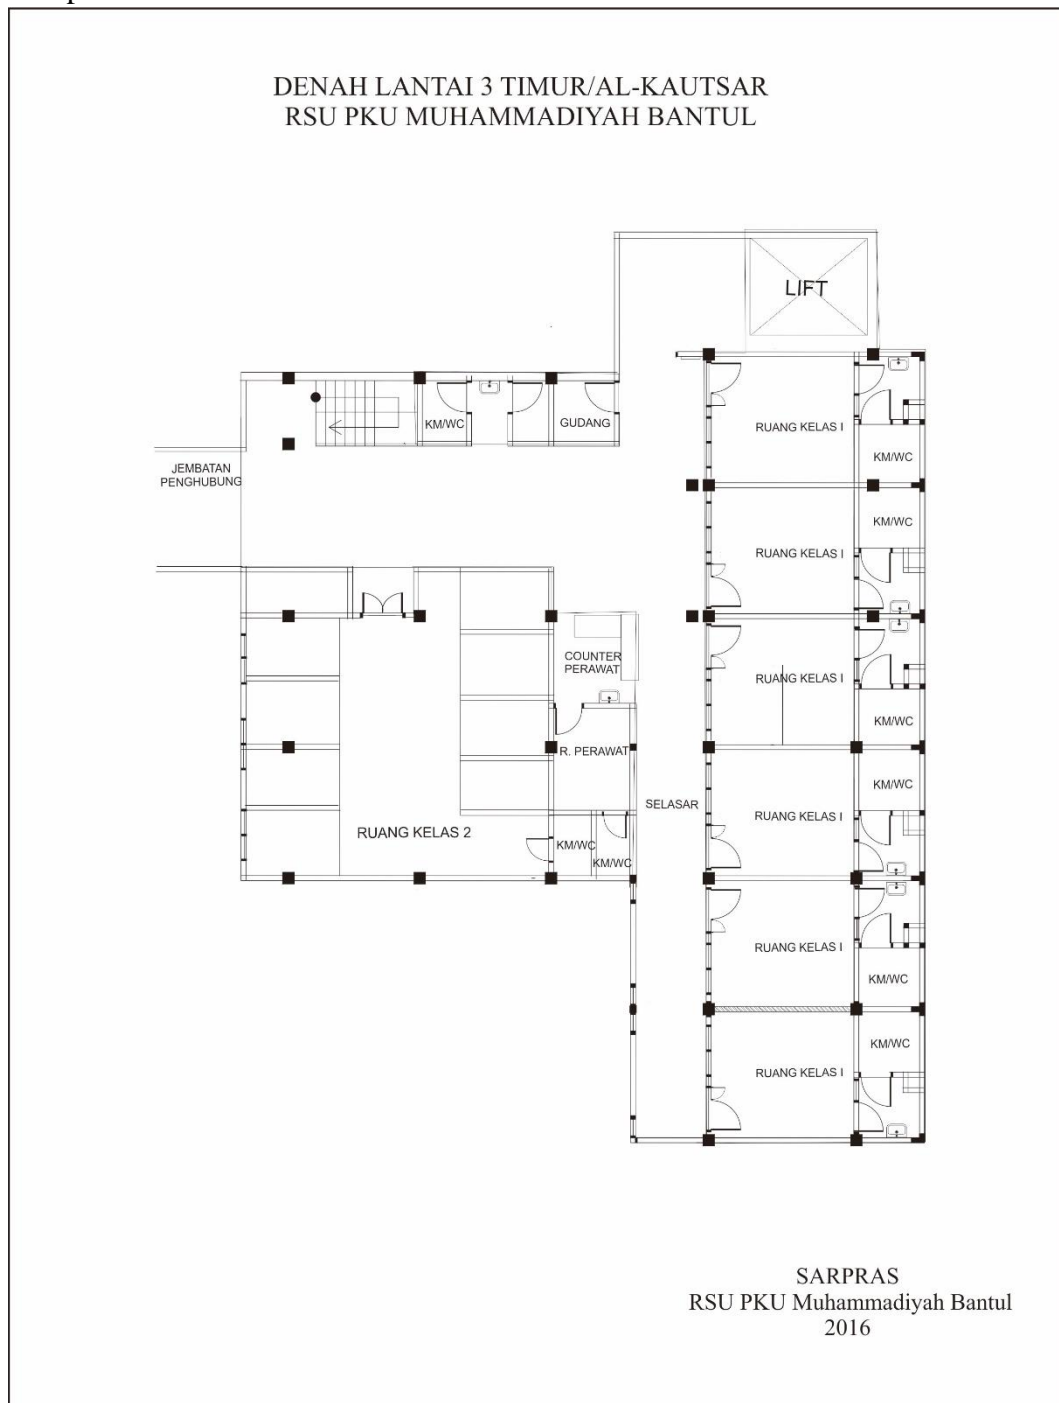 DENAH LANTAI 3 TIMUR/AL-KAUTSAR
RSU PKU MUHAMMADIYAH BANTUL
LIFT
KM/WC
GUDANG
RUANG KELAS I
KM/WC
JEMBATAN
PENGHUBUNG
KM/WC
RUANG KELAS I
COUNTER
PERAWAT
RUANG KELAS I
KM/WC
R. PERAWAT
KM/WC
SELASAR
RUANG KELAS I
RUANG KELAS 2
KM/WC
KM/WC
RUANG KELAS I
KM/WC
KM/WC
RUANG KELAS I
SARPRAS
RSU PKU Muhammadiyah Bantul
2016